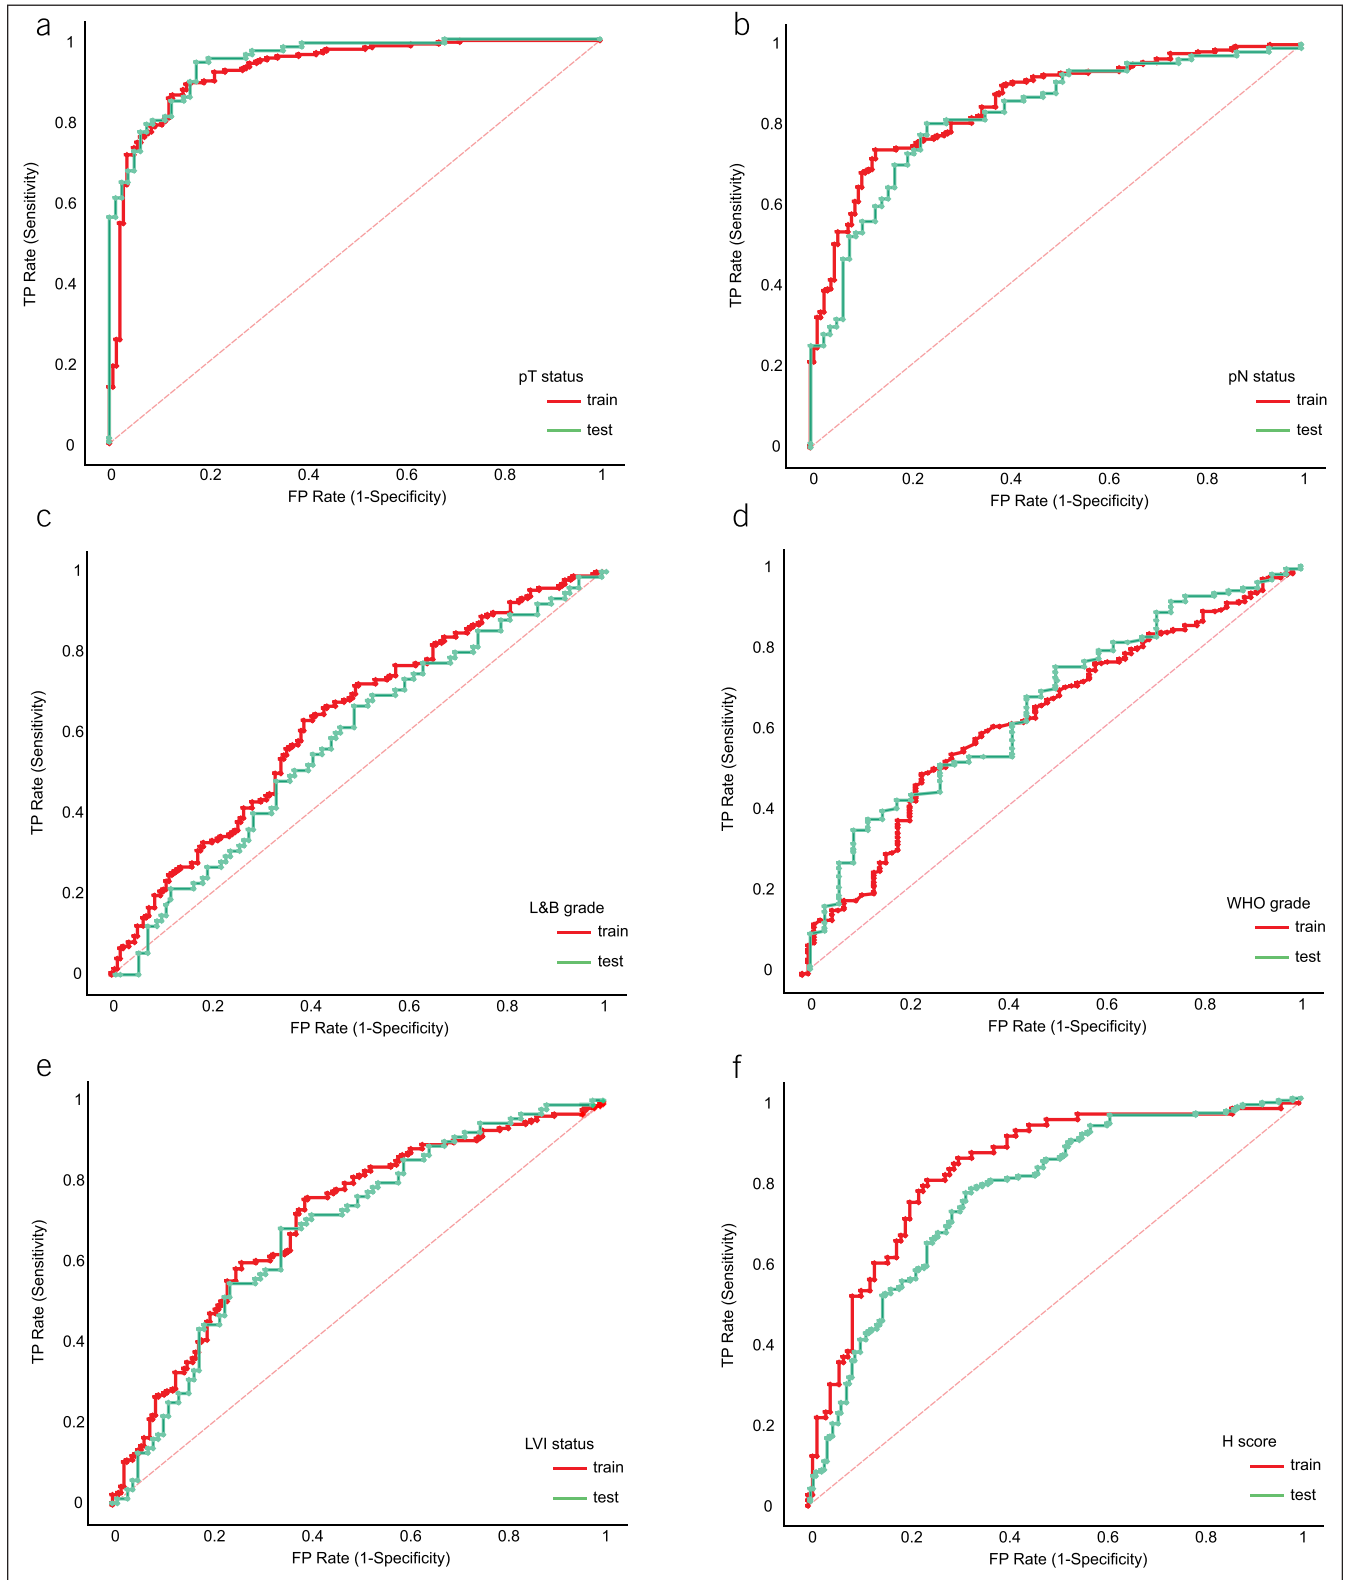 a
1
0.8
0.6
0.4
0.2
0
TP Rate (Sensitivity)
pT status
train
test
0 0.2 0.4 0.6 0.8 1
FP Rate (1-Specificity)
b
1
0.8
0.6
0.4
0.2
0
TP Rate (Sensitivity)
pN status
train
test
0 0.2 0.4 0.6 0.8 1
FP Rate (1-Specificity)
c
1
0.8
0.6
0.4
0.2
0
TP Rate (Sensitivity)
L&B grade
train
test
0 0.2 0.4 0.6 0.8 1
FP Rate (1-Specificity)
d
1
0.8
0.6
0.4
0.2
0
TP Rate (Sensitivity)
WHO grade
train
test
0 0.2 0.4 0.6 0.8 1
FP Rate (1-Specificity)
e
1
0.8
0.6
0.4
0.2
0
TP Rate (Sensitivity)
LVI status
train
test
0 0.2 0.4 0.6 0.8 1
FP Rate (1-Specificity)
f
1
0.8
0.6
0.4
0.2
0
TP Rate (Sensitivity)
H score
train
test
0 0.2 0.4 0.6 0.8 1
FP Rate (1-Specificity)